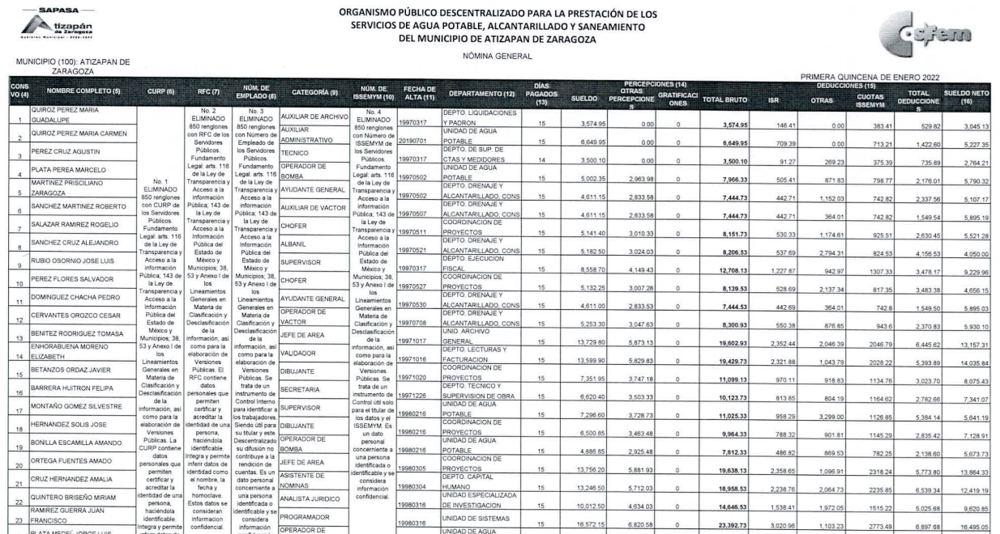 SAPASA
Atizapán
de Zaragoza
Gobierno Municipal - 2022-2024
ORGANISMO PÚBLICO DESCENTRALIZADO PARA LA PRESTACIÓN DE LOS
SERVICIOS DE AGUA POTABLE, ALCANTARILLADO Y SANEAMIENTO
DEL MUNICIPIO DE ATIZAPAN DE ZARAGOZA
NÓMINA GENERAL
osfem
MUNICIPIO (100): ATIZAPAN DE
ZARAGOZA
PRIMERA QUINCENA DE ENERO 2022
CONS VO (4) NOMBRE COMPLETO (5) CURP (6) RFC (7) NÚM. DE EMPLADO (8) CATEGORÍA (9) NÚM. DE ISSEMYM (10) FECHA DE ALTA (11) DEPARTAMENTO (12) DÍAS PAGADOS (13) PERCEPCIONES (14) SUELDO OTRAS PERCEPCIONES GRATIFICACIONES TOTAL BRUTO DEDUCCIONES (15) ISR OTRAS CUOTAS ISSEMYM TOTAL DEDUCCIONES SUELDO NETO (16)
1 QUIROZ PEREZ MARIA GUADALUPE AUXILIAR DE ARCHIVO 19970317 DEPTO. LIQUIDACIONES Y PADRON 15 3,574.95 0.00 0 3,574.95 146.41 0.00 383.41 529.82 3,045.13
2 QUIROZ PEREZ MARIA CARMEN AUXILIAR ADMINISTRATIVO 20190701 UNIDAD DE AGUA POTABLE 15 6,649.95 0.00 0 6,649.95 709.39 0.00 713.21 1,422.60 5,227.35
3 PEREZ CRUZ AGUSTIN TECNICO 19970317 DEPTO. DE SUP. DE CTAS Y MEDIDORES 14 3,500.10 0.00 0 3,500.10 91.27 269.23 375.39 735.89 2,764.21
4 PLATA PEREA MARCELO OPERADOR DE BOMBA 19970502 UNIDAD DE AGUA POTABLE 15 5,002.35 2,963.98 0 7,966.33 505.41 871.83 798.77 2,176.01 5,790.32
5 MARTINEZ PRISCILIANO ZARAGOZA AYUDANTE GENERAL 19970502 DEPTO. DRENAJE Y ALCANTARILLADO, CONS 15 4,611.15 2,833.58 0 7,444.73 442.71 1,152.03 742.82 2,337.56 5,107.17
6 SANCHEZ MARTINEZ ROBERTO AUXILIAR DE VACTOR 19970507 DEPTO. DRENAJE Y ALCANTARILLADO, CONS 15 4,611.15 2,833.58 0 7,444.73 442.71 364.01 742.82 1,549.54 5,895.19
7 SALAZAR RAMIREZ ROGELIO CHOFER 19970511 COORDINACION DE PROYECTOS 15 5,141.40 3,010.33 0 8,151.73 530.33 1,174.61 925.51 2,630.45 5,521.28
8 SANCHEZ CRUZ ALEJANDRO ALBANIL 19970521 DEPTO. DRENAJE Y ALCANTARILLADO, CONS 15 5,182.50 3,024.03 0 8,206.53 537.69 2,794.31 824.53 4,156.53 4,050.00
9 RUBIO OSORNIO JOSE LUIS SUPERVISOR 19970317 DEPTO. EJECUCION FISCAL 15 8,558.70 4,149.43 0 12,708.13 1,227.87 942.97 1307.33 3,478.17 9,229.96
10 PEREZ FLORES SALVADOR CHOFER 19970527 COORDINACION DE PROYECTOS 15 5,132.25 3,007.28 0 8,139.53 528.69 2,137.34 817.35 3,483.38 4,656.15
11 DOMINGUEZ CHACHA PEDRO AYUDANTE GENERAL 19970530 DEPTO. DRENAJE Y ALCANTARILLADO, CONS 15 4,611.00 2,833.53 0 7,444.53 442.69 364.01 742.8 1,549.50 5,895.03
12 CERVANTES OROZCO CESAR OPERADOR DE VACTOR 19970708 DEPTO. DRENAJE Y ALCANTARILLADO, CONS 15 5,253.30 3,047.63 0 8,300.93 550.38 876.85 943.6 2,370.83 5,930.10
13 BENITEZ RODRIGUEZ TOMASA JEFE DE AREA 19971017 UNID. ARCHIVO GENERAL 15 13,729.80 5,873.13 0 19,602.93 2,352.44 2,046.39 2046.79 6,445.62 13,157.31
14 ENHORABUENA MORENO ELIZABETH VALIDADOR 19971016 DEPTO. LECTURAS Y FACTURACION 15 13,599.90 5,829.83 0 19,429.73 2,321.88 1,043.79 2028.22 5,393.89 14,035.84
15 BETANZOS ORDAZ JAVIER DIBUJANTE 19971020 COORDINACION DE PROYECTOS 15 7,351.95 3,747.18 0 11,099.13 970.11 918.83 1134.76 3,023.70 8,075.43
16 BARRERA HUITRON FELIPA SECRETARIA 19971226 DEPTO. TECNICO Y SUPERVISION DE OBRA 15 6,620.40 3,503.33 0 10,123.73 813.85 804.19 1164.62 2,782.66 7,341.07
17 MONTAÑO GOMEZ SILVESTRE SUPERVISOR 19980216 UNIDAD DE AGUA POTABLE 15 7,296.60 3,728.73 0 11,025.33 958.29 3,299.00 1126.85 5,384.14 5,641.19
18 HERNANDEZ SOLIS JOSE DIBUJANTE 19980216 COORDINACION DE PROYECTOS 15 6,500.85 3,463.48 0 9,964.33 788.32 901.81 1145.29 2,835.42 7,128.91
19 BONILLA ESCAMILLA AMANDO OPERADOR DE BOMBA 19980216 UNIDAD DE AGUA POTABLE 15 4,886.85 2,925.48 0 7,812.33 486.82 869.53 782.25 2,138.60 5,673.73
20 ORTEGA FUENTES AMADO JEFE DE AREA 19980305 COORDINACION DE PROYECTOS 15 13,756.20 5,881.93 0 19,638.13 2,358.65 1,096.91 2318.24 5,773.80 13,864.33
21 CRUZ HERNANDEZ AMALIA ASISTENTE DE NOMINAS 19980304 DEPTO. CAPITAL HUMANO 15 13,246.50 5,712.03 0 18,958.53 2,238.76 2,064.73 2235.85 6,539.34 12,419.19
22 QUINTERO BRISEÑO MIRIAM ANALISTA JURIDICO 19980316 UNIDAD ESPECIALIZADA DE INVESTIGACION 15 10,012.50 4,634.03 0 14,646.53 1,538.41 1,972.05 1515.22 5,025.68 9,620.85
23 RAMIREZ GUERRA JUAN FRANCISCO PROGRAMADOR 19980316 UNIDAD DE SISTEMAS 15 16,572.15 6,820.58 0 23,392.73 3,020.96 1,103.23 2773.49 6,897.68 16,495.05
PLATA MEDEL JORGE LUIS OPERADOR DE UNIDAD DE AGUA
No. 1
ELIMINADO
850 renglones
con CURP de
los Servidores
Públicos.
Fundamento
Legal: arts. 116
de la Ley de
Transparencia y
Acceso a la
información
Pública; 143 de
la Ley de
Transparencia y
Acceso a la
Información
Pública del
Estado de
México y
Municipios; 38,
53 y Anexo I de
los
Lineamientos
Generales en
Materia de
Clasificación y
Desclasificación
de la
información, así
como para la
elaboración de
Versiones
Públicas. La
CURP contiene
datos
personales que
permiten
certificar y
acreditar la
identidad de una
persona,
haciéndola
identificable.
Integra y permite
No. 2
ELIMINADO
850 renglones
con RFC de los
Servidores
Públicos.
Fundamento
Legal: arts. 116
de la Ley de
Transparencia y
Acceso a la
información
Pública; 143 de
la Ley de
Transparencia y
Acceso a la
Información
Pública del
Estado de
México y
Municipios; 38,
53 y Anexo I de
los
Lineamientos
Generales en
Materia de
Clasificación y
Desclasificación
de la
información, así
como para la
elaboración de
Versiones
Públicas. El
RFC contiene
datos
personales que
permiten
certificar y
acreditar la
identidad de una
persona,
haciéndola
identificable.
Integra y permite
inferir datos de
identidad como
el nombre, la
fecha y
homoclave.
Estos datos se
consideran
informacion
confidencial.
No. 3
ELIMINADO
850 renglones
con Número de
Empleado de
los Servidores
Públicos.
Fundamento
Legal: arts. 116
de la Ley de
Transparencia y
Acceso a la
información
Pública; 143 de
la Ley de
Transparencia y
Acceso a la
Información
Pública del
Estado de
México y
Municipios; 38,
53 y Anexo I de
los
Lineamientos
Generales en
Materia de
Clasificación y
Desclasificación
de la
información, así
como para la
elaboración de
Versiones
Públicas. Se
trata de un
instrumento de
Control Interno
para identificar a
los trabajadores.
Siendo útil para
su titular y este
Descentralizado
su difusión no
contribuye a la
rendición de
cuentas. Es un
dato personal
concerniente a
una persona
identificada o
identificable y se
considera
información
No. 4
ELIMINADO
850 renglones
con Número de
ISSEMYM de
los Servidores
Públicos.
Fundamento
Legal: arts. 116
de la Ley de
Transparencia y
Acceso a la
información
Pública; 143 de
la Ley de
Transparencia y
Acceso a la
Información
Pública del
Estado de
México y
Municipios; 38,
53 y Anexo I de
los
Lineamientos
Generales en
Materia de
Clasificación y
Desclasificación
de la
información, así
como para la
elaboración de
Versiones
Públicas. Se
trata de un
instrumento de
Control útil solo
para el titular de
los datos y el
ISSEMYM. Es
un dato
personal
concerniente a
una persona
identificada o
identificable y se
considera
información
confidencial.